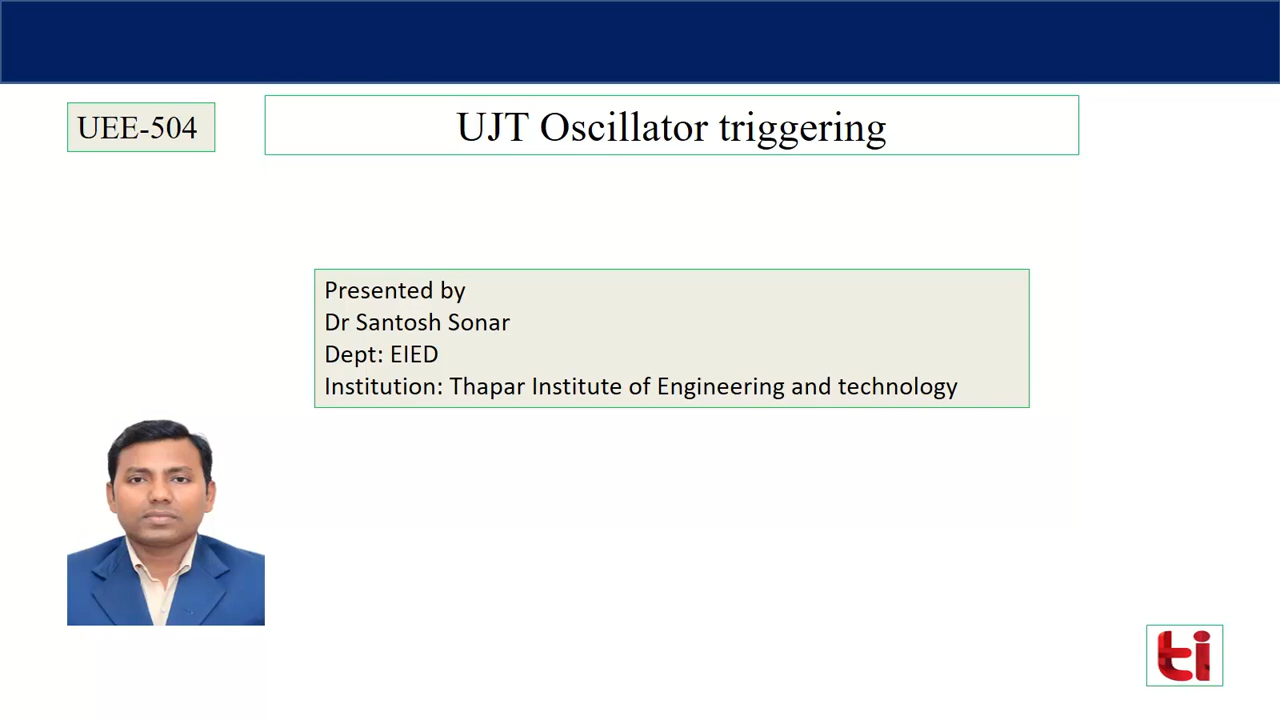 UEE-504
UJT Oscillator triggering
Presented by
Dr Santosh Sonar
Dept: EIED
Institution: Thapar Institute of Engineering and technology
ti